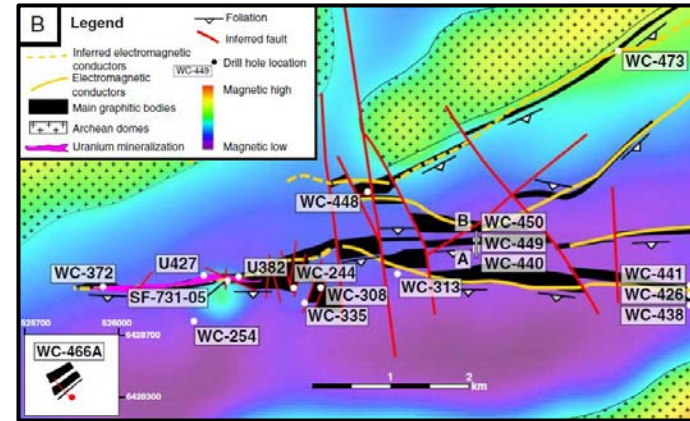 B
Legend
Foliation
Inferred fault
Inferred electromagnetic
conductors
WC-449
Drill hole location
Electromagnetic
conductors
Magnetic high
Main graphitic bodies
Archean domes
Uranium mineralization
Magnetic low
WC-473
WC-448
B
WC-450
WC-449
A
WC-440
U427
U382
WC-372
WC-244
WC-441
SF-731-05
WC-308
WC-313
WC-426
WC-335
WC-438
WC-254
526000
6428700
WC-466A
6428300
1
2
km